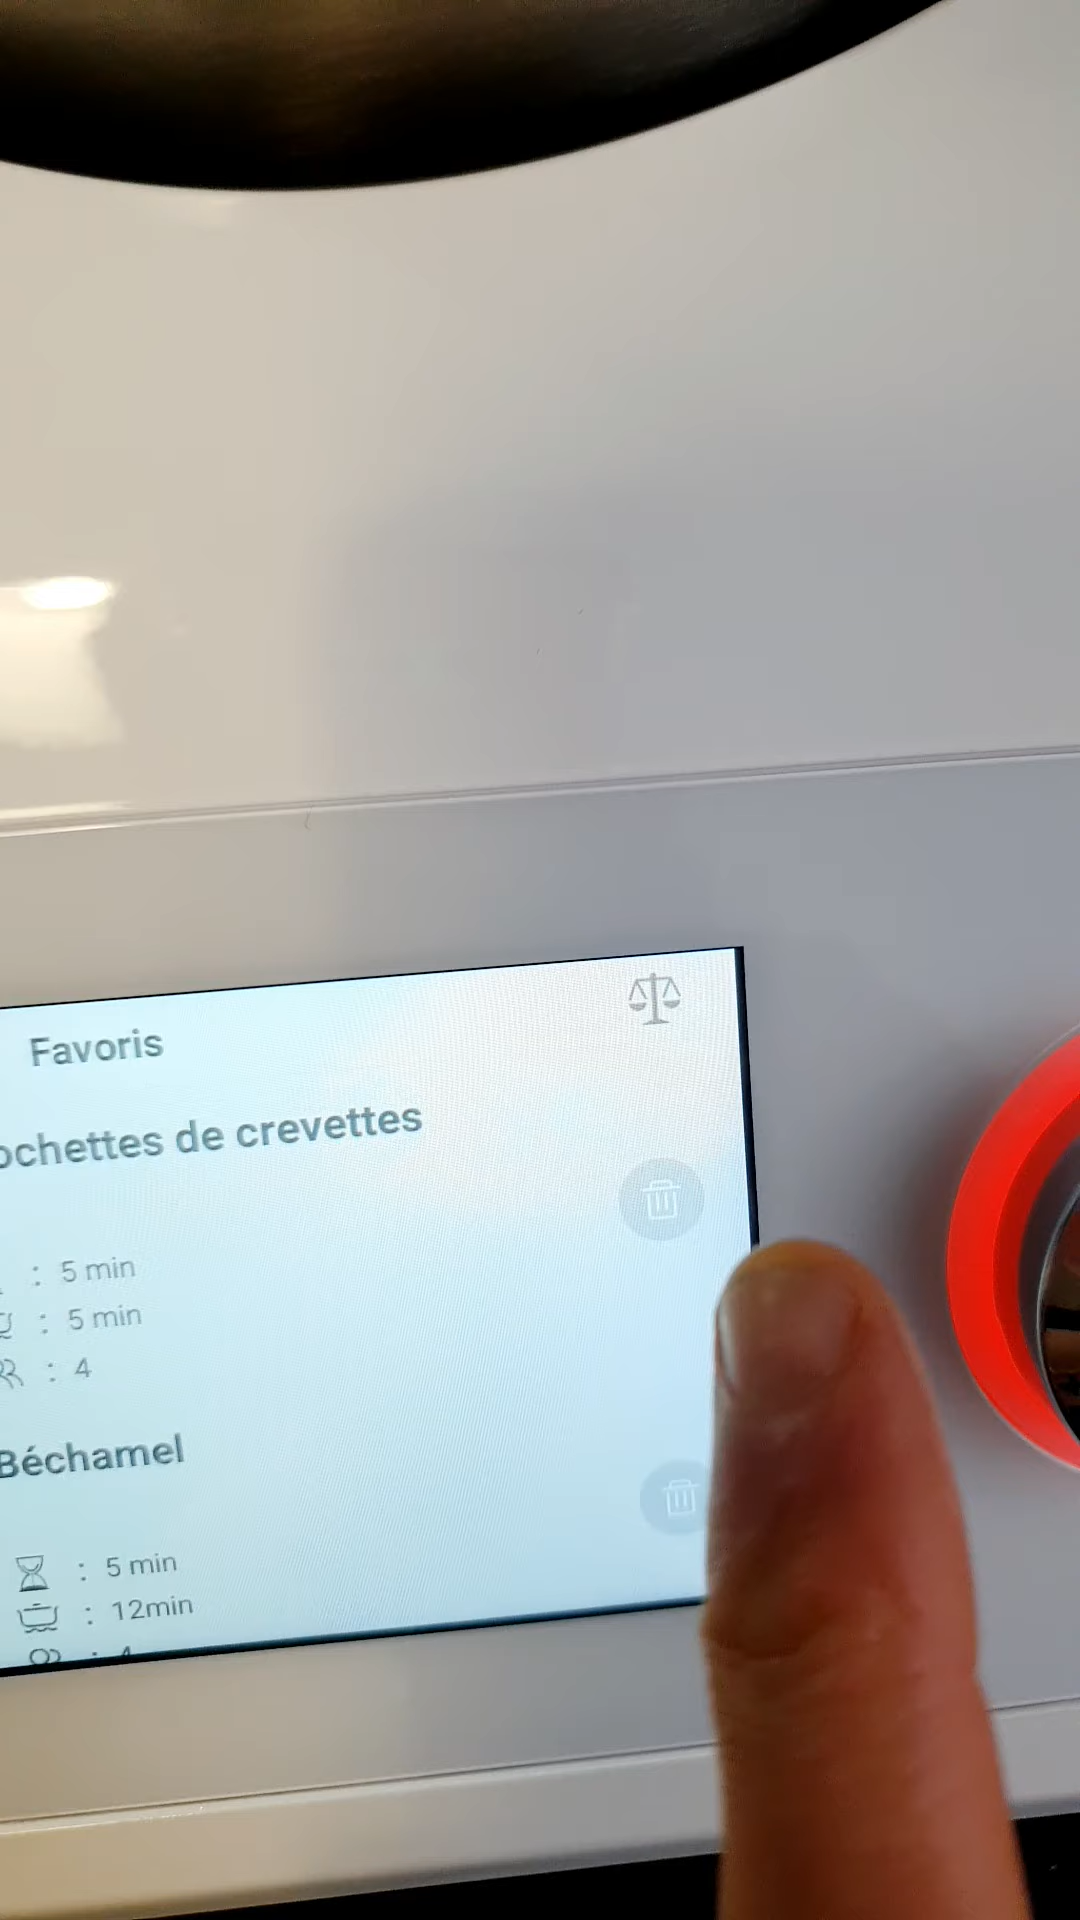 Favoris
ochettes de crevettes
: 5 min
: 5 min
: 4
Béchamel
: 5 min
: 12min